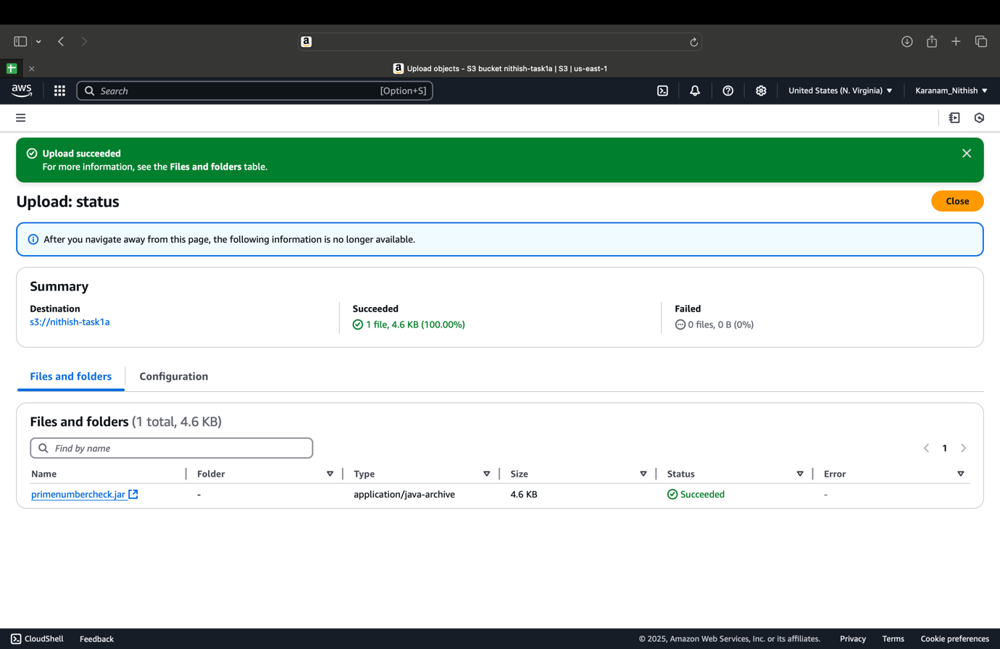 Upload objects - S3 bucket nithish-task1a | S3 | us-east-1
aws
Search [Option+S]
United States (N. Virginia)
Karanam_Nithish
Upload succeeded
For more information, see the Files and folders table.
Upload: status
Close
After you navigate away from this page, the following information is no longer available.
Summary
Destination
s3://nithish-task1a
Succeeded
1 file, 4.6 KB (100.00%)
Failed
0 files, 0 B (0%)
Files and folders
Configuration
Files and folders (1 total, 4.6 KB)
Find by name
1
Name Folder Type Size Status Error
primenumbercheck.jar - application/java-archive 4.6 KB Succeeded -
CloudShell Feedback © 2025, Amazon Web Services, Inc. or its affiliates. Privacy Terms Cookie preferences